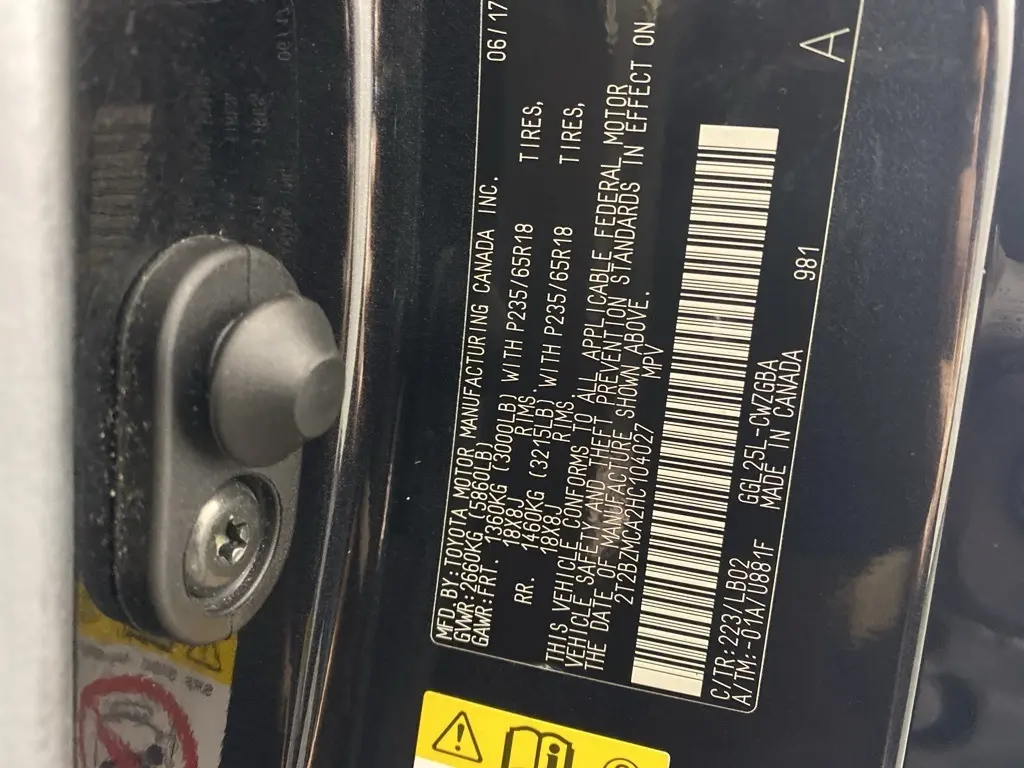 MFD. BY: TOYOTA MOTOR MANUFACTURING CANADA INC. 06/17
GVWR:2660KG (5860LB)
GAWR:FRT. 1360KG (3000LB) WITH P235/65R18 TIRES,
18X8J RIMS.
RR. 1460KG (3215LB) WITH P235/65R18 TIRES,
18X8J RIMS.
THIS VEHICLE CONFORMS TO ALL APPLICABLE FEDERAL MOTOR
VEHICLE SAFETY AND THEFT PREVENTION STANDARDS IN EFFECT ON
THE DATE OF MANUFACTURE SHOWN ABOVE.
2T2BZMCA2HC104027 MPV
C/TR:223/LB02 GGL25L-CWZGBA
A/TM:-01A/U881F MADE IN CANADA 981
A